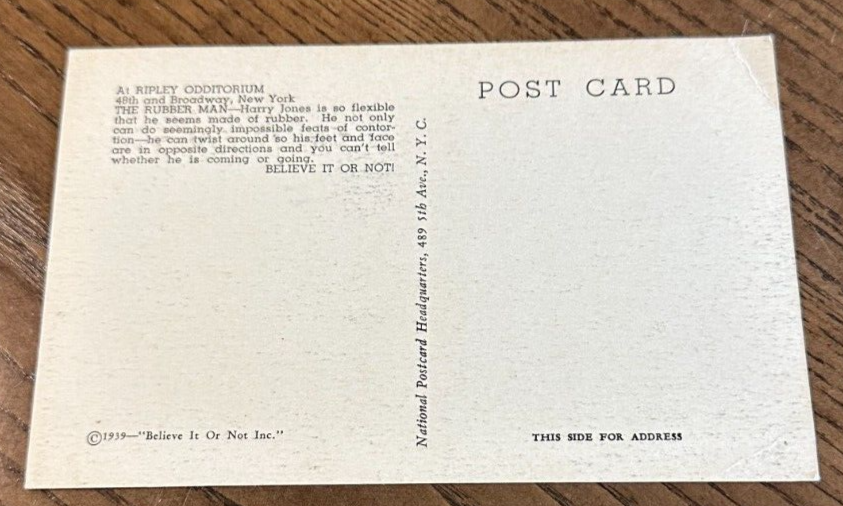 At RIPLEY ODDITORIUM
48th and Broadway, New York
THE RUBBER MAN—Harry Jones is so flexible
that he seems made of rubber. He not only
can do seemingly impossible feats of contor-
tion—he can twist around so his feet and face
are in opposite directions and you can't tell
whether he is coming or going.
BELIEVE IT OR NOT!
©1939—"Believe It Or Not Inc."
National Postcard Headquarters, 489 5th Ave., N. Y. C.
POST CARD
THIS SIDE FOR ADDRESS